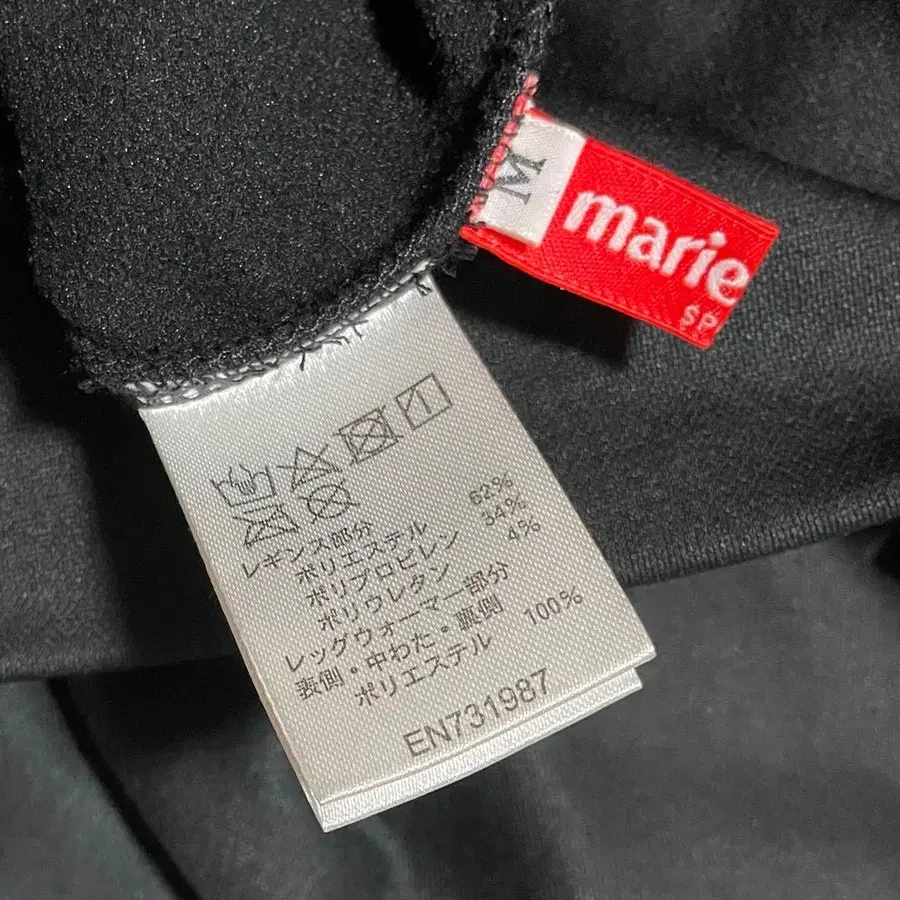 M
marie
SP
レギンス部分
ポリエステル 62%
ポリプロピレン 34%
ポリウレタン 4%
レッグウォーマー部分
表側・中わた・裏側
ポリエステル 100%
EN731987